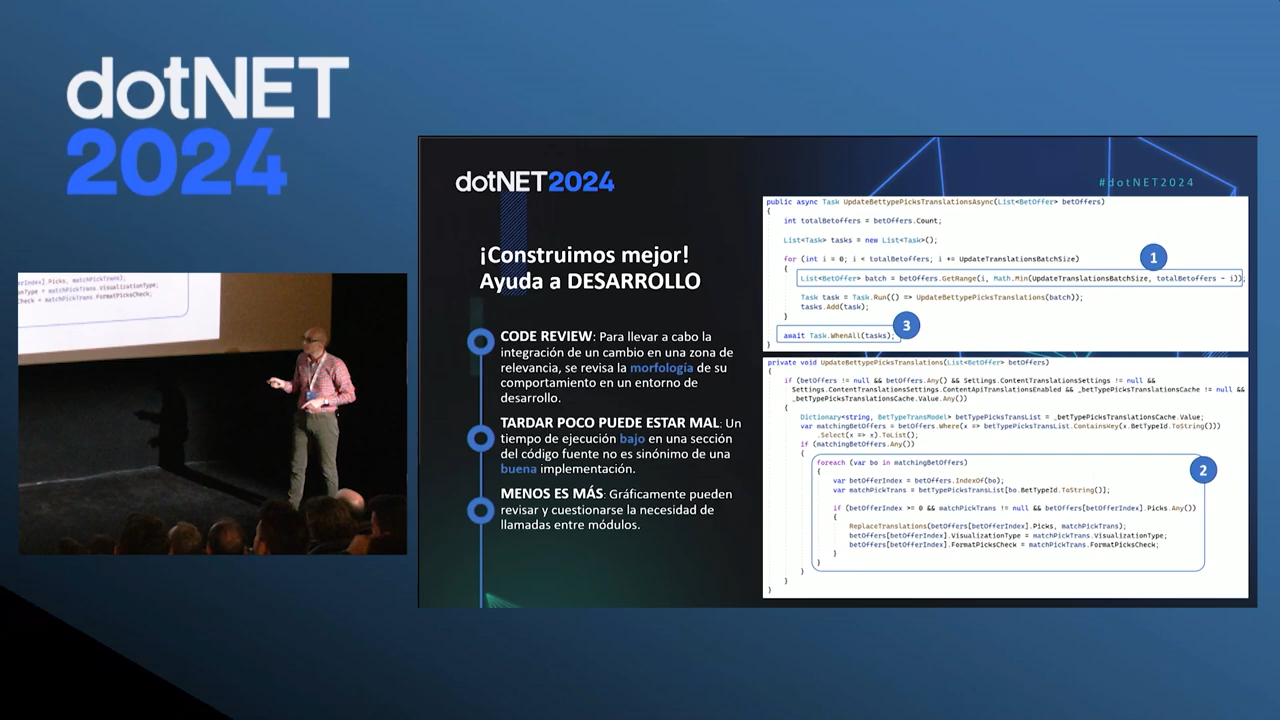 dotNET
2024
dotNET2024
#dotNET2024
¡Construimos mejor!
Ayuda a DESARROLLO
CODE REVIEW: Para llevar a cabo la
integración de un cambio en una zona de
relevancia, se revisa la morfología de su
comportamiento en un entorno de
desarrollo.
TARDAR POCO PUEDE ESTAR MAL: Un
tiempo de ejecución bajo en una sección
del código fuente no es sinónimo de una
buena implementación.
MENOS ES MÁS: Gráficamente pueden
revisar y cuestionarse la necesidad de
llamadas entre módulos.
public async Task UpdateBettypePicksTranslationsAsync(List<BetOffer> betOffers)
{
int totalBetoffers = betOffers.Count;
List<Task> tasks = new List<Task>();
for (int i = 0; i < totalBetoffers; i += UpdateTranslationsBatchSize)
1
{
List<BetOffer> batch = betOffers.GetRange(i, Math.Min(UpdateTranslationsBatchSize, totalBetoffers - i));
Task task = Task.Run(() => UpdateBettypePicksTranslations(batch));
tasks.Add(task);
}
3
await Task.WhenAll(tasks);
}
private void UpdateBettypePicksTranslations(List<BetOffer> betOffers)
{
if (betOffers != null && betOffers.Any() && Settings.ContentTranslationsSettings != null &&
Settings.ContentTranslationsSettings.ContentApiTranslationsEnabled && _betTypePicksTranslationsCache != null &&
_betTypePicksTranslationsCache.Value.Any())
{
Dictionary<string, BetTypeTransModel> betTypePicksTransList = _betTypePicksTranslationsCache.Value;
var matchingBetOffers = betOffers.Where(x => betTypePicksTransList.ContainsKey(x.BetTypeId.ToString()))
.Select(x => x).ToList();
if (matchingBetOffers.Any())
{
foreach (var bo in matchingBetOffers)
2
{
var betOfferIndex = betOffers.IndexOf(bo);
var matchPickTrans = betTypePicksTransList[bo.BetTypeId.ToString()];
if (betOfferIndex >= 0 && matchPickTrans != null && betOffers[betOfferIndex].Picks.Any())
{
ReplaceTranslations(betOffers[betOfferIndex].Picks, matchPickTrans);
betOffers[betOfferIndex].VisualizationType = matchPickTrans.VisualizationType;
betOffers[betOfferIndex].FormatPicksCheck = matchPickTrans.FormatPicksCheck;
}
}
}
}
}
erIndex].Picks, matchPickTrans);
onType = matchPickTrans.VisualizationType;
Check = matchPickTrans.FormatPicksCheck;